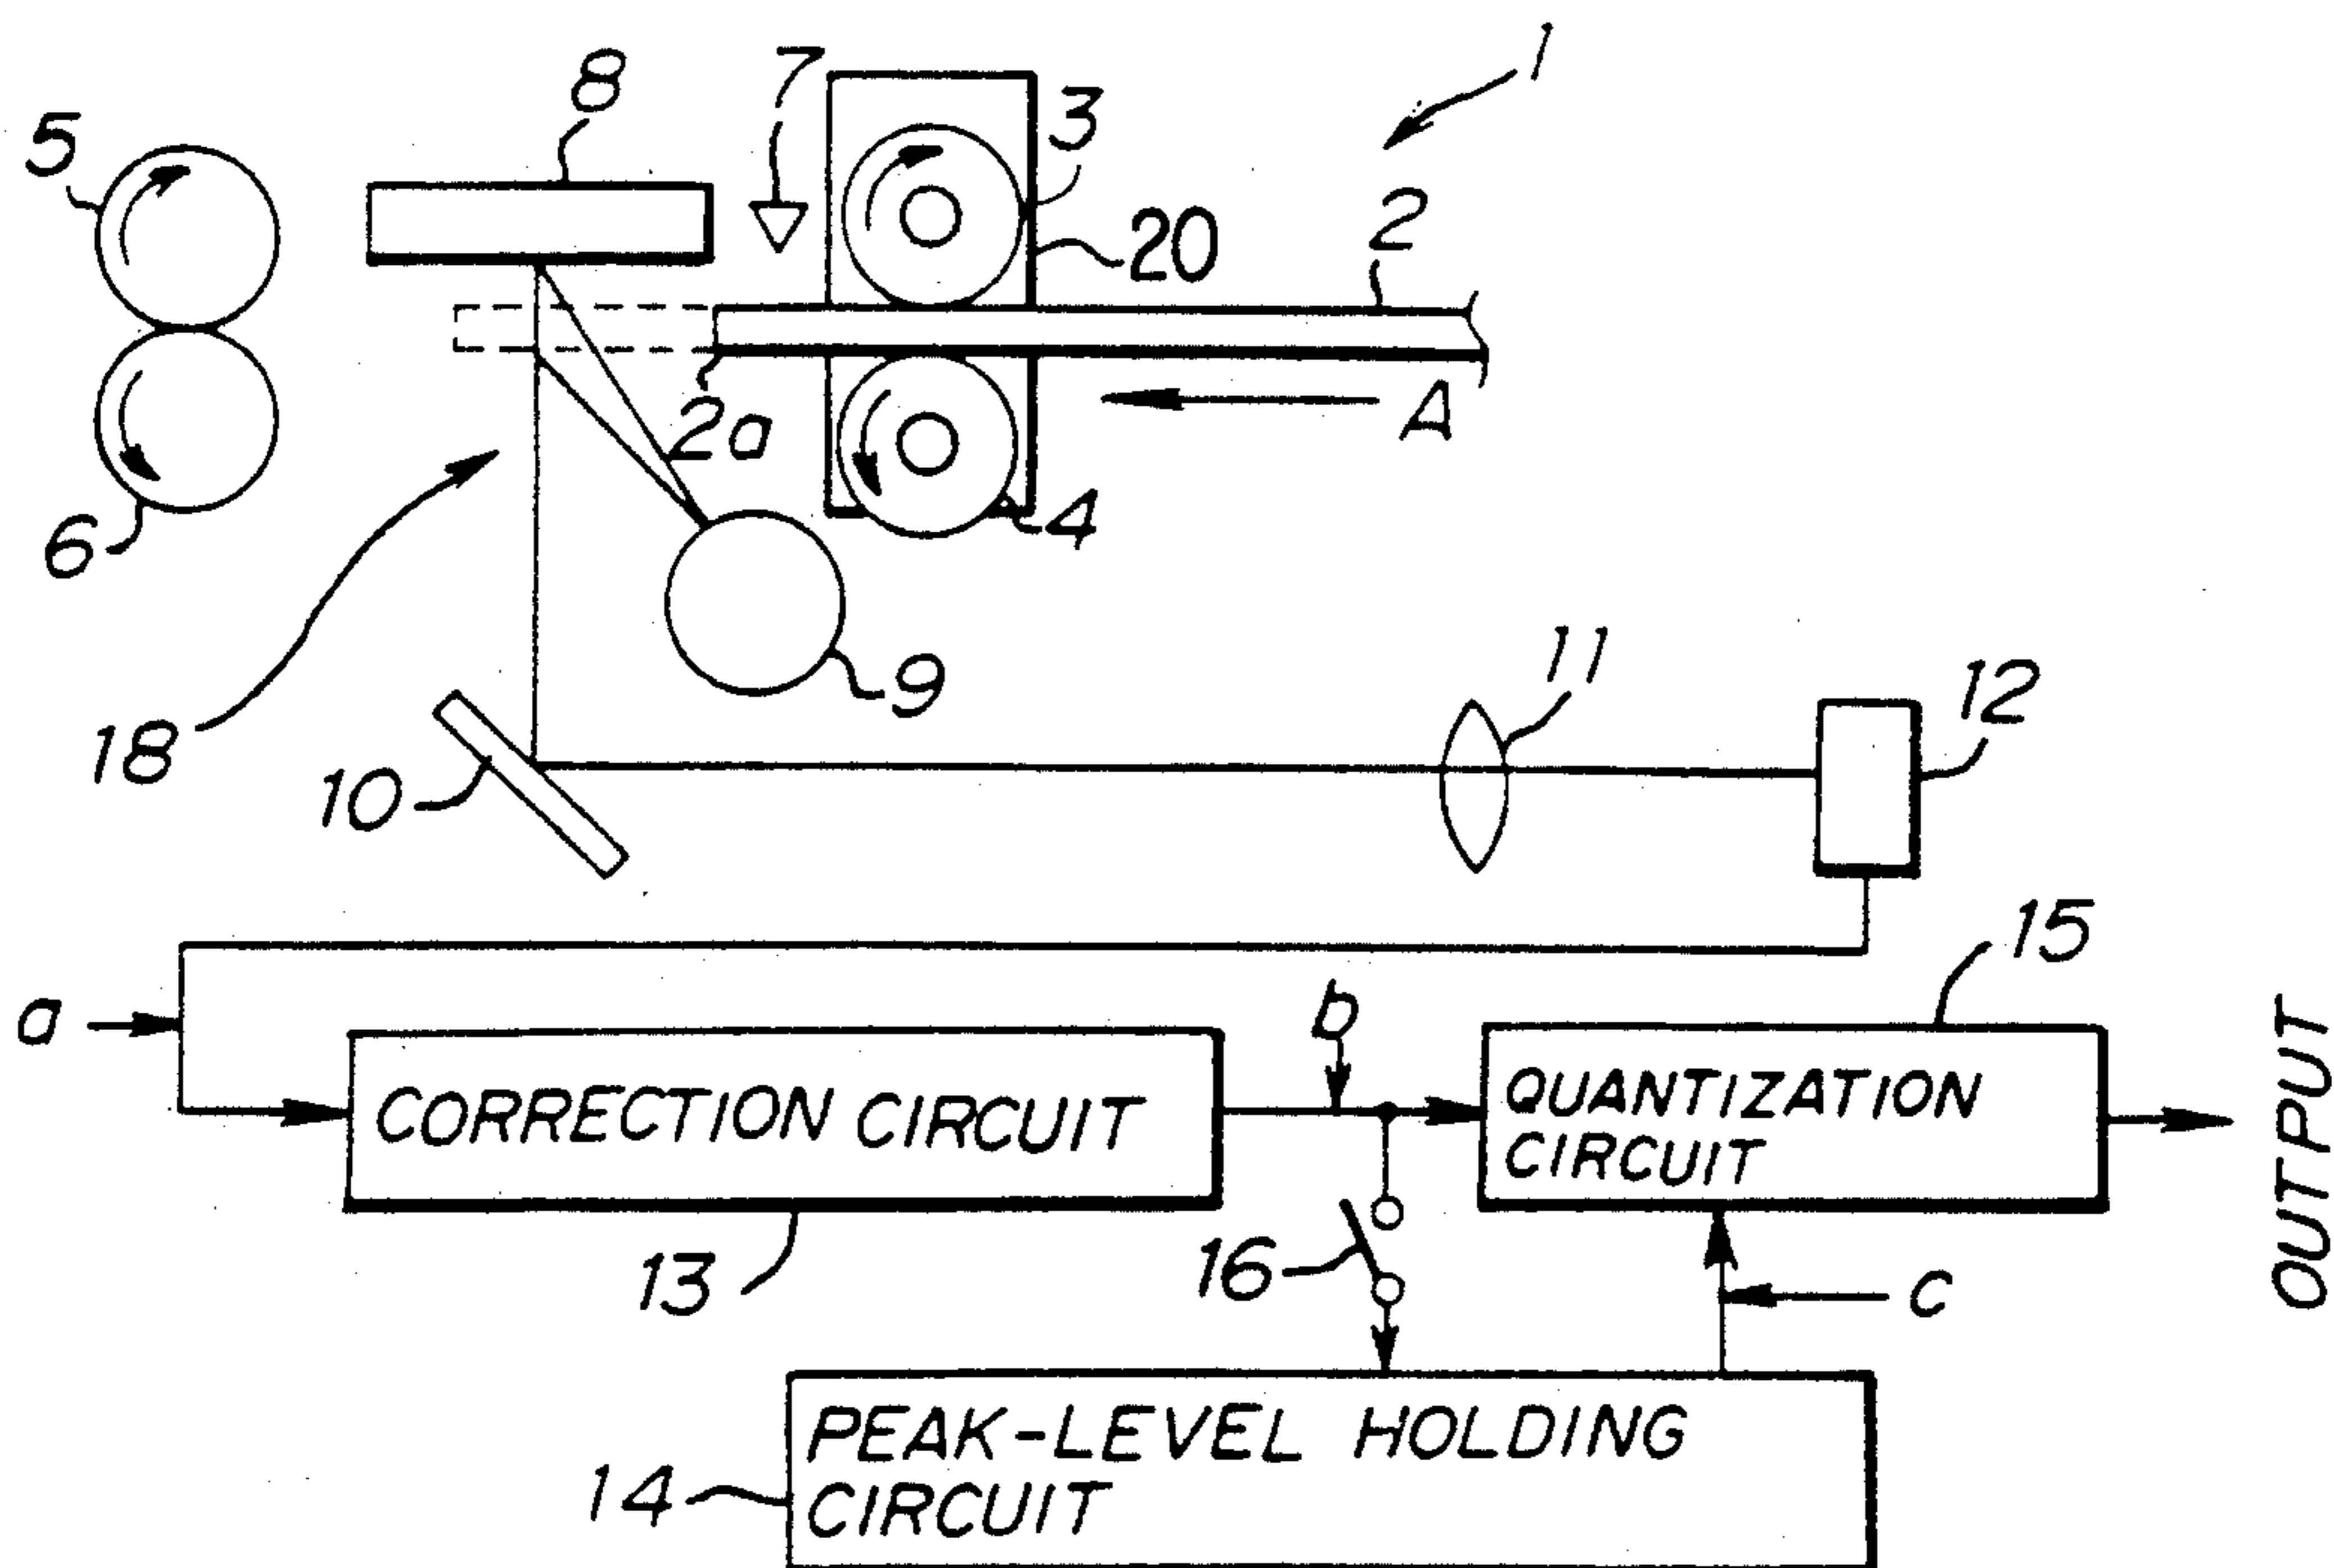 1
8
7
3
5
2
20
2a
A
6
4
9
18
11
12
10
15
a
b
CORRECTION CIRCUIT
QUANTIZATION
CIRCUIT
OUTPUT
13
16
c
PEAK-LEVEL HOLDING
CIRCUIT
14